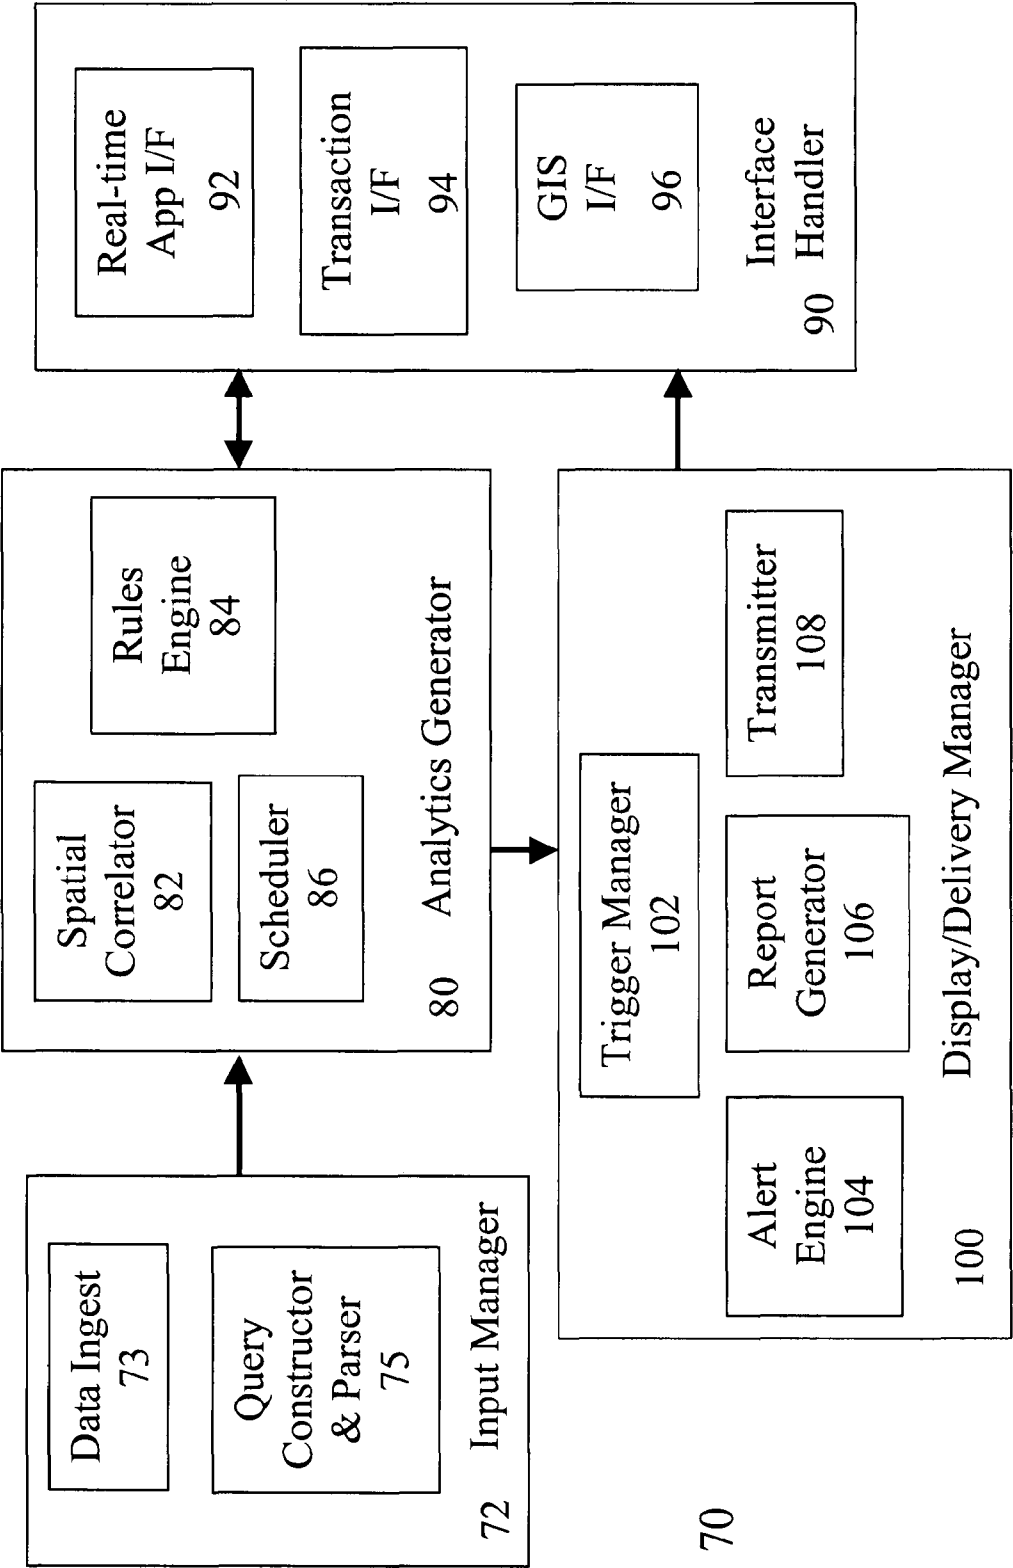 Data Ingest
73
Query
Constructor
& Parser
75
72
Input Manager
Spatial
Correlator
82
Scheduler
86
Rules
Engine
84
80
Analytics Generator
Real-time
App I/F
92
Transaction
I/F
94
GIS
I/F
96
Interface
Handler
90
Trigger Manager
102
Alert
Engine
104
Report
Generator
106
Transmitter
108
100
Display/Delivery Manager
70